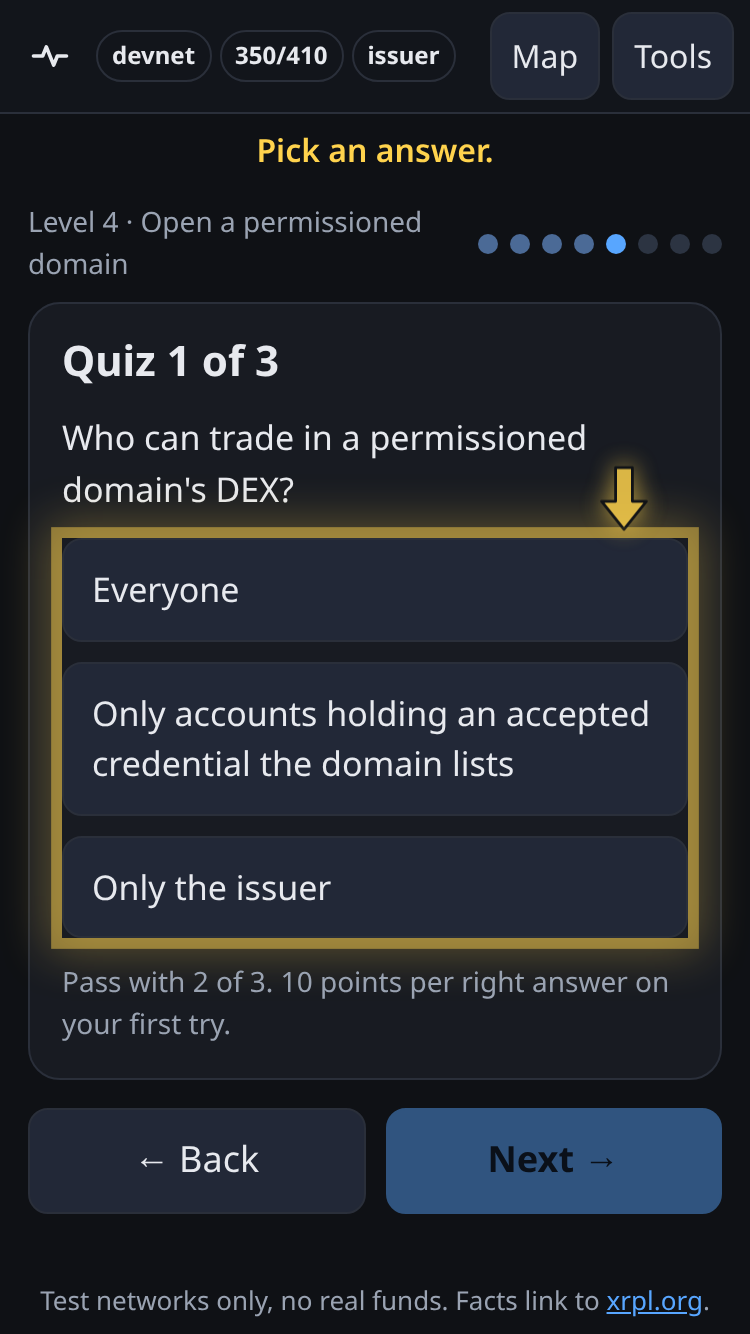 devnet 350/410 issuer Map Tools
Pick an answer.
Level 4 · Open a permissioned
domain
Quiz 1 of 3
Who can trade in a permissioned
domain's DEX?
Everyone
Only accounts holding an accepted
credential the domain lists
Only the issuer
Pass with 2 of 3. 10 points per right answer on
your first try.
← Back Next →
Test networks only, no real funds. Facts link to xrpl.org.